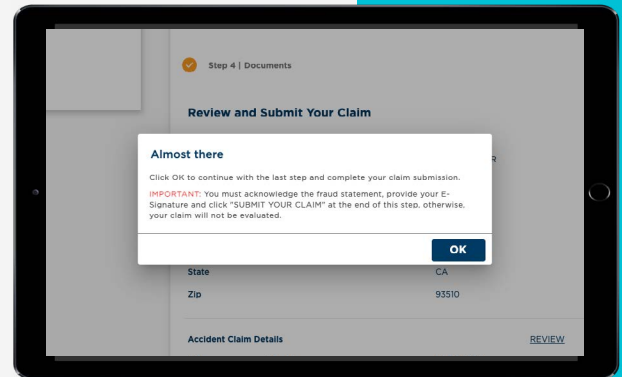 Step 4 | Documents
Review and Submit Your Claim
R
Almost there
Click OK to continue with the last step and complete your claim submission.
IMPORTANT: You must acknowledge the fraud statement, provide your E-
Signature and click "SUBMIT YOUR CLAIM" at the end of this step, otherwise,
your claim will not be evaluated.
OK
State CA
Zip 93510
Accident Claim Details REVIEW